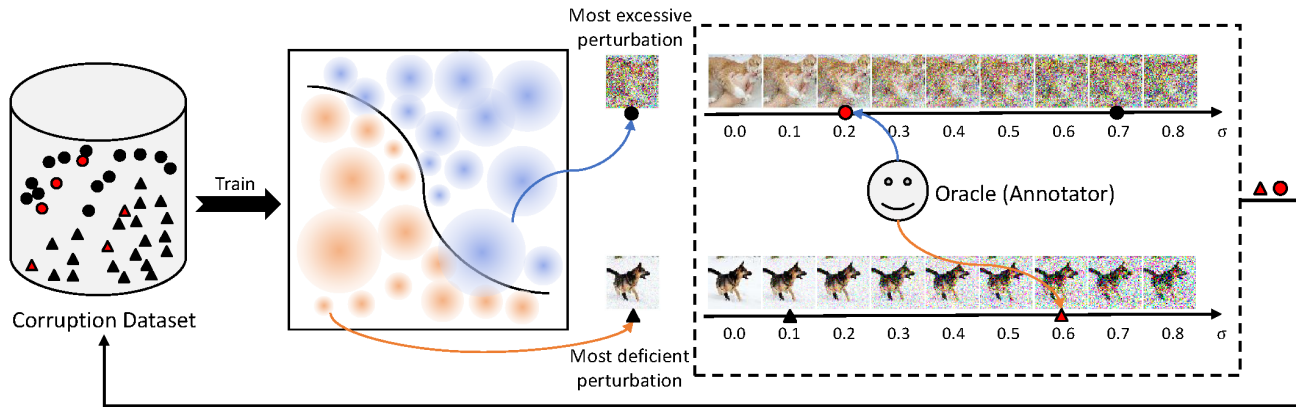 Most excessive
perturbation
0.0 0.1 0.2 0.3 0.4 0.5 0.6 0.7 0.8 σ
Train
Oracle (Annotator)
Corruption Dataset
0.0 0.1 0.2 0.3 0.4 0.5 0.6 0.7 0.8 σ
Most deficient
perturbation